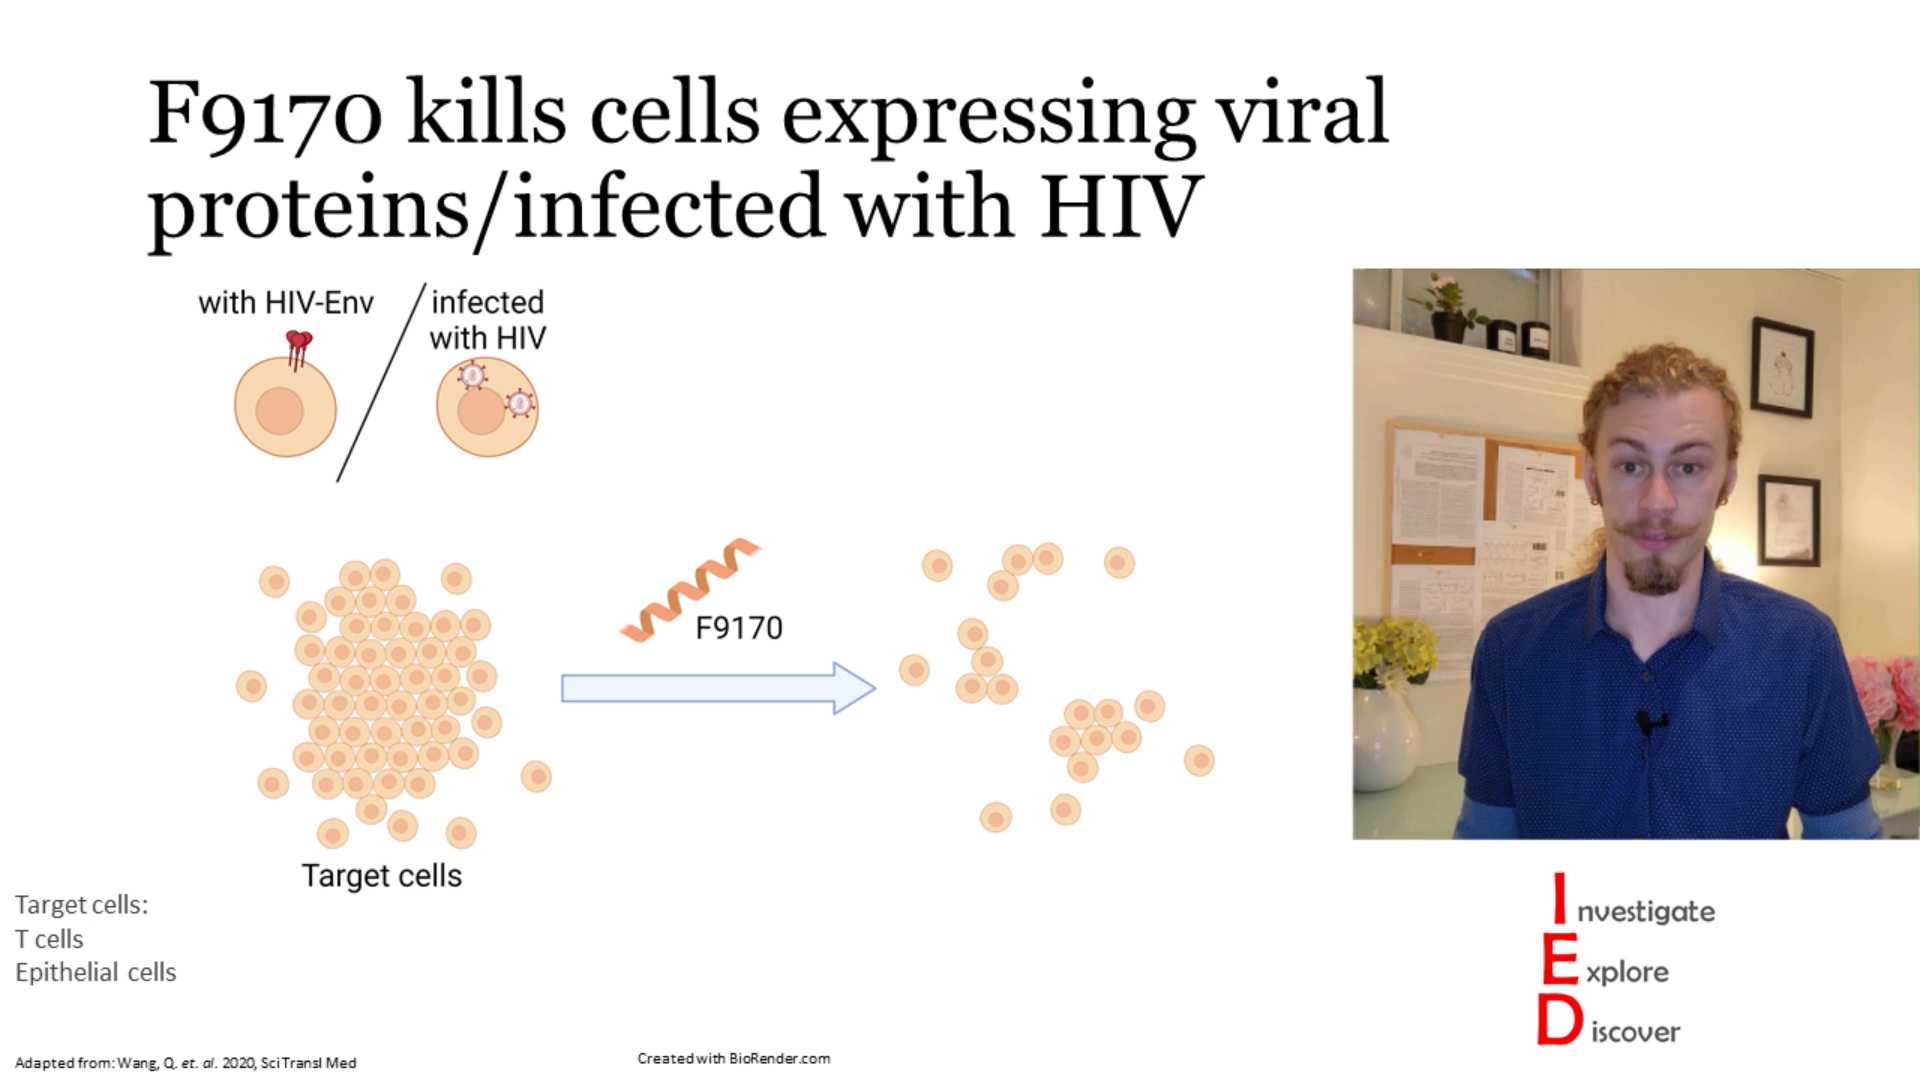 F9170 kills cells expressing viral
proteins/infected with HIV
with HIV-Env
infected
with HIV
F9170
Target cells
Target cells:
T cells
Epithelial cells
Investigate
Explore
Discover
Adapted from: Wang, Q. et. al. 2020, Sci Transl Med
Created with BioRender.com